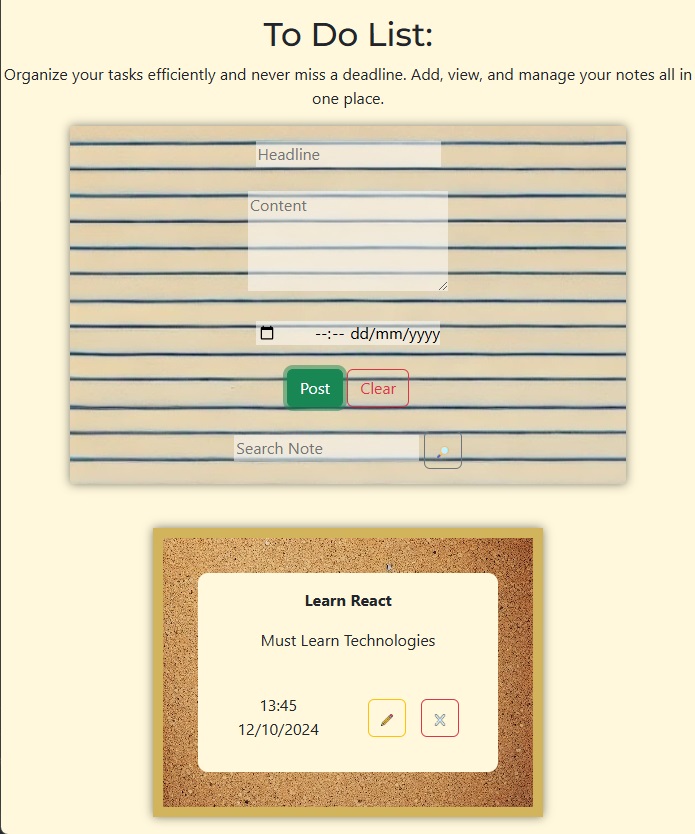 To Do List:
Organize your tasks efficiently and never miss a deadline. Add, view, and manage your notes all in
one place.
Headline
Content
--:-- dd/mm/yyyy
Post Clear
Search Note
Learn React
Must Learn Technologies
13:45
12/10/2024